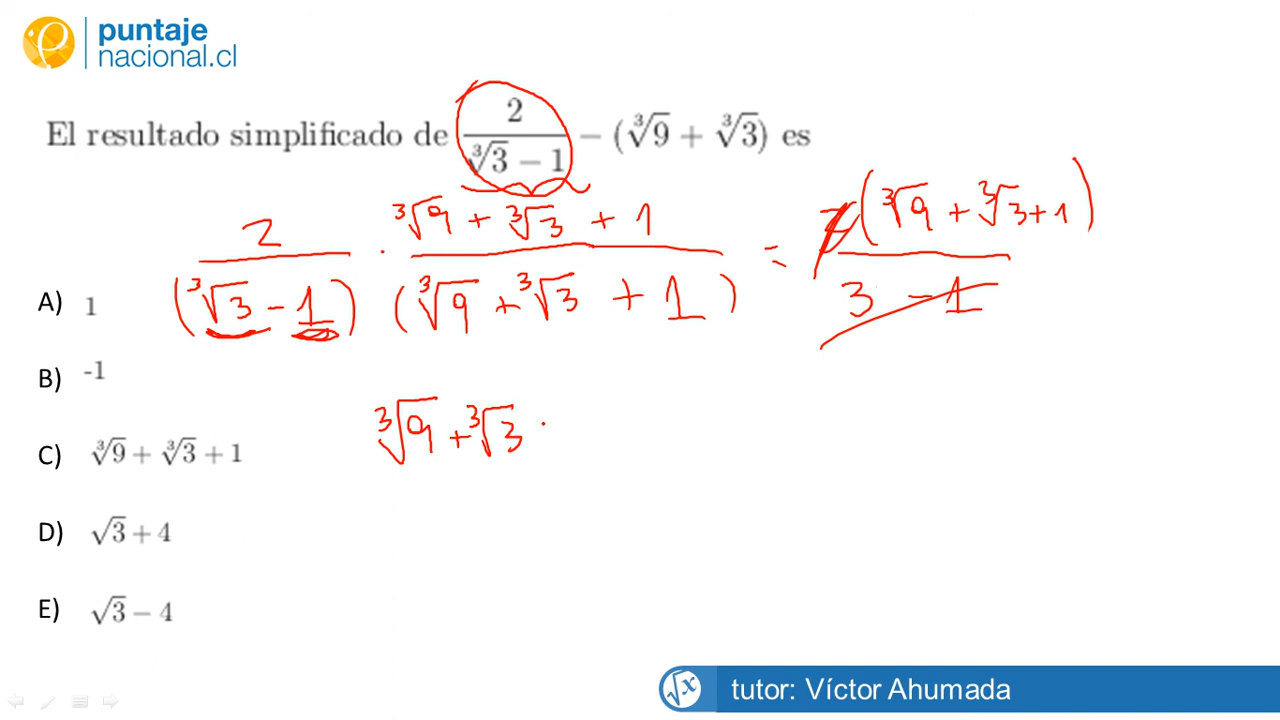 puntaje
nacional.cl
El resultado simplificado de 2/(∛3 − 1) − (∛9 + ∛3) es
2/(∛3 − 1) · (∛9 + ∛3 + 1)/(∛9 + ∛3 + 1) = 2(∛9 + ∛3 + 1)/(3 − 1)
A) 1
B) -1
∛9 + ∛3
C) ∛9 + ∛3 + 1
D) √3 + 4
E) √3 − 4
√x tutor: Víctor Ahumada